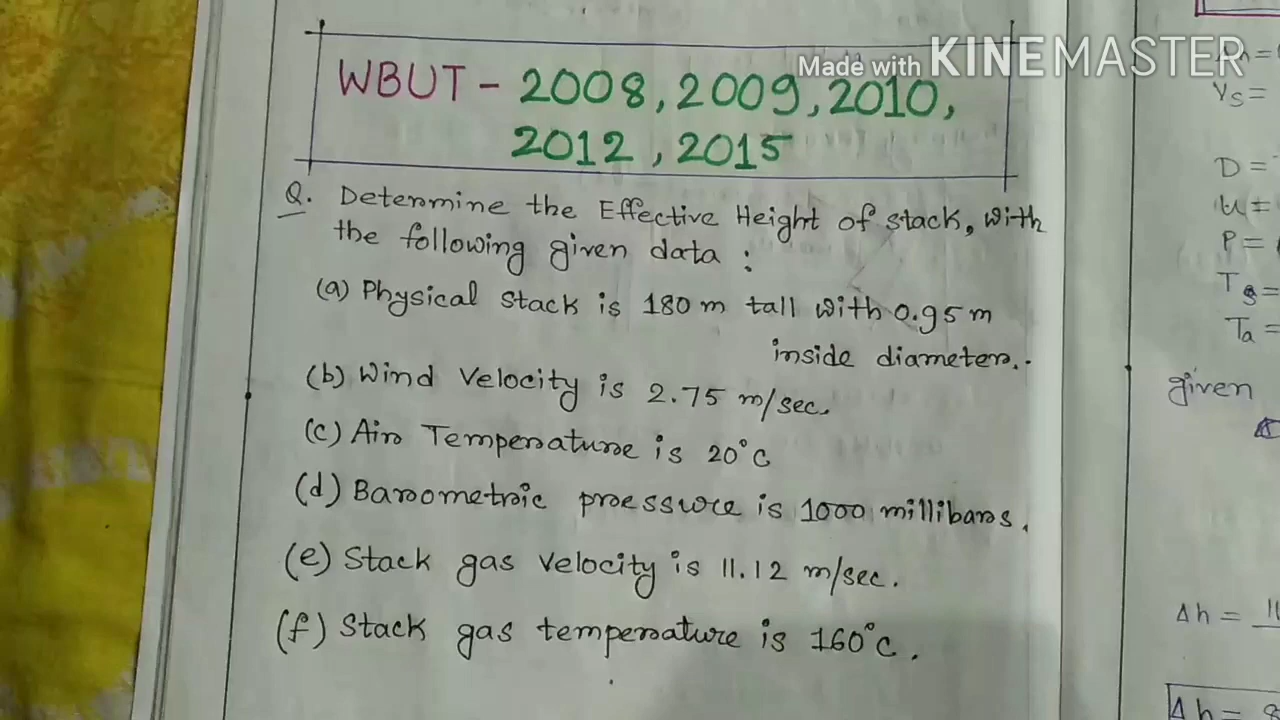 Made with KINEMASTER
WBUT - 2008, 2009, 2010,
2012, 2015
Q. Determine the Effective Height of stack, with
the following given data :
(a) Physical stack is 180 m tall with 0.95 m
inside diameter.
(b) Wind Velocity is 2.75 m/sec.
(c) Air Temperature is 20°C
(d) Barometric pressure is 1000 millibars.
(e) Stack gas velocity is 11.12 m/sec.
(f) Stack gas temperature is 160°C.
Vs =
D =
u =
P =
Ts =
Ta =
given
Δh = 11
Δh =